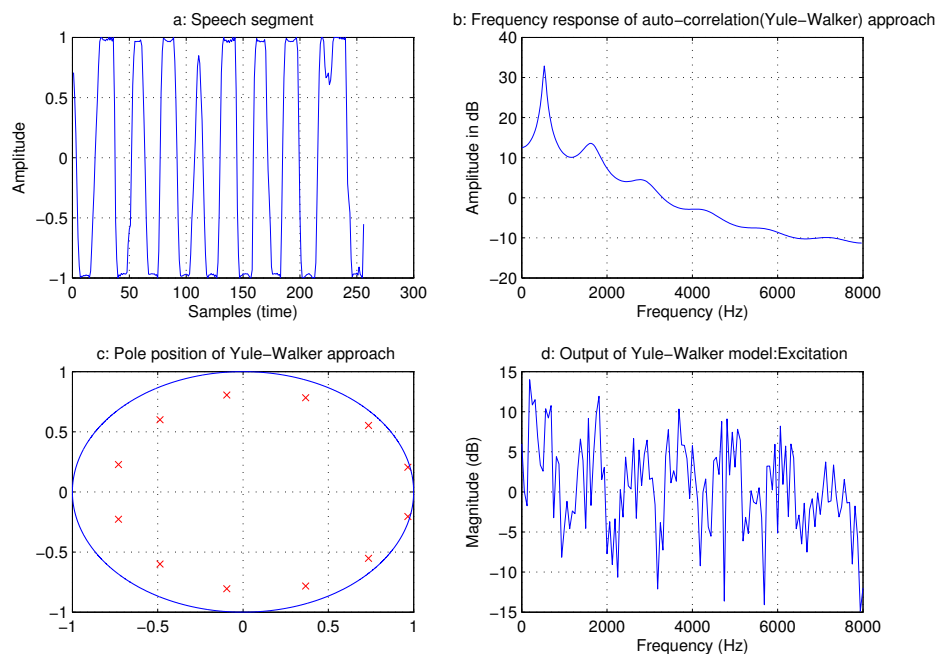 a: Speech segment
1
0.5
0
−0.5
−1
Amplitude
0 50 100 150 200 250 300
Samples (time)
b: Frequency response of auto−correlation(Yule−Walker) approach
40
30
20
10
0
−10
−20
Amplitude in dB
0 2000 4000 6000 8000
Frequency (Hz)
c: Pole position of Yule−Walker approach
1
0.5
0
−0.5
−1
−1 −0.5 0 0.5 1
d: Output of Yule−Walker model:Excitation
15
10
5
0
−5
−10
−15
Magnitude (dB)
0 2000 4000 6000 8000
Frequency (Hz)